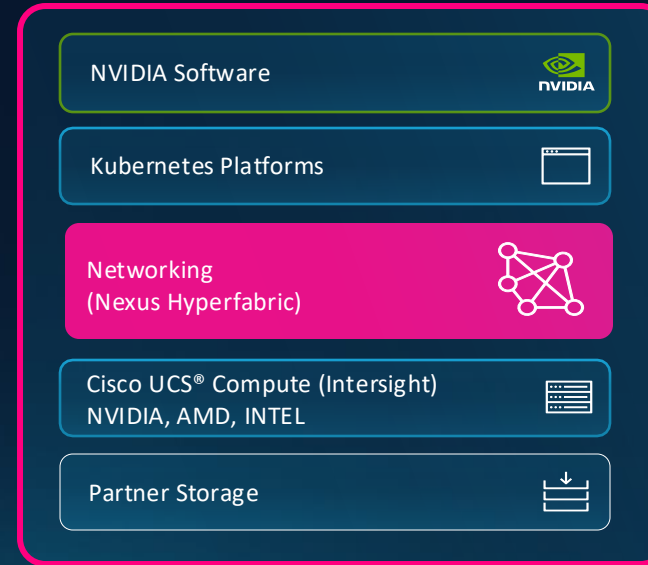 NVIDIA Software
NVIDIA
Kubernetes Platforms
Networking
(Nexus Hyperfabric)
Cisco UCS® Compute (Intersight)
NVIDIA, AMD, INTEL
Partner Storage